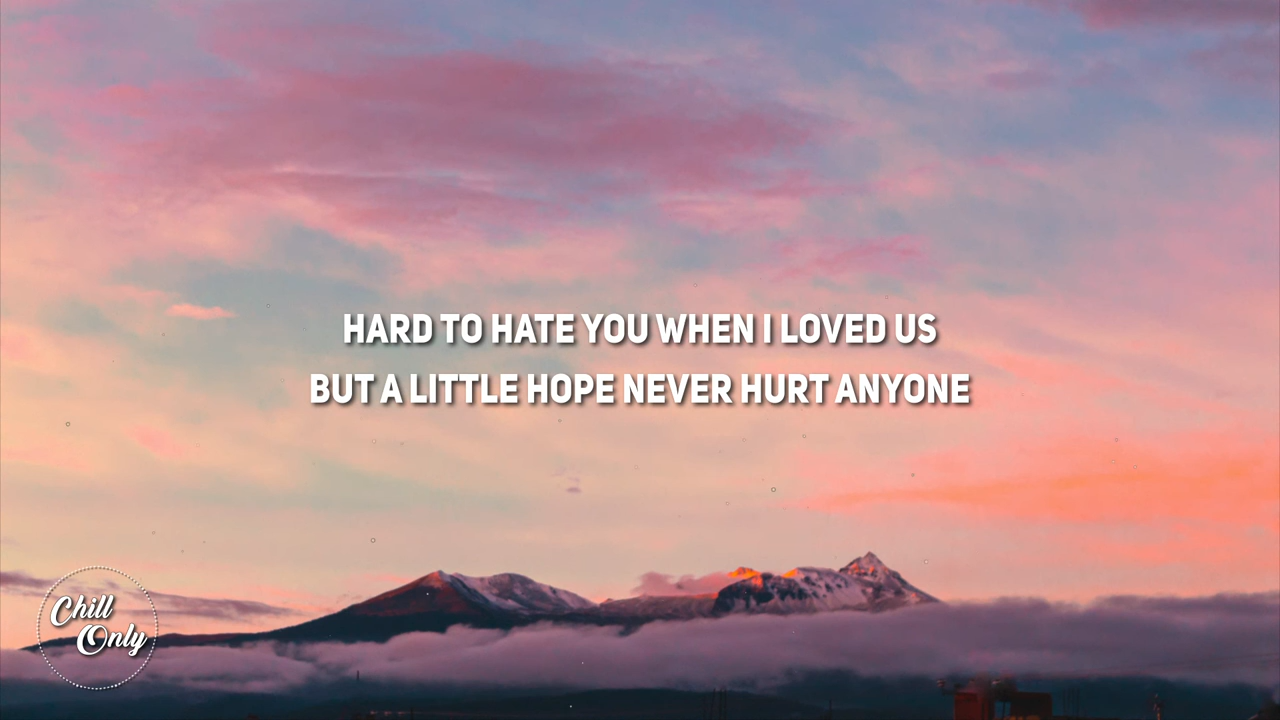 HARD TO HATE YOU WHEN I LOVED US
BUT A LITTLE HOPE NEVER HURT ANYONE
Chill
Only